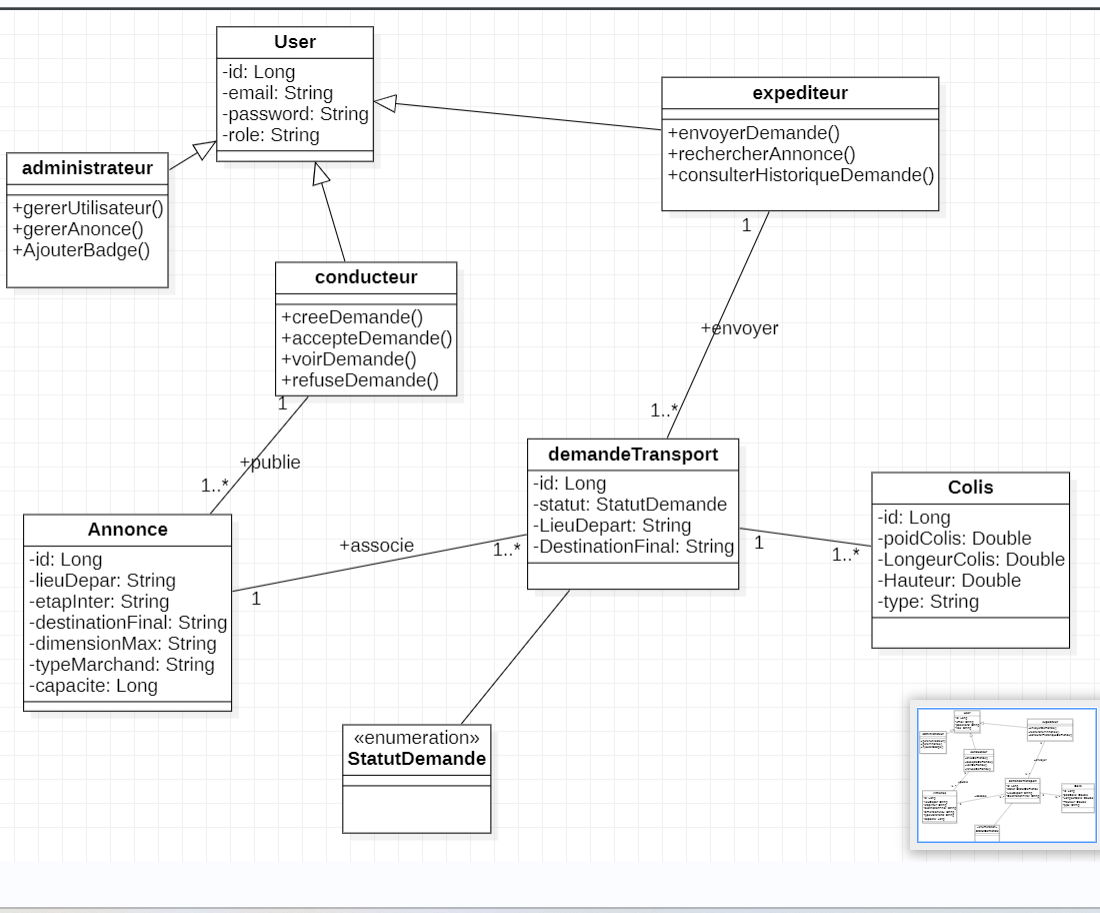 User
-id: Long
-email: String
-password: String
-role: String
expediteur
+envoyerDemande()
+rechercherAnnonce()
+consulterHistoriqueDemande()
administrateur
+gererUtilisateur()
+gererAnonce()
+AjouterBadge()
conducteur
+creeDemande()
+accepteDemande()
+voirDemande()
+refuseDemande()
1
+envoyer
1..*
1
+publie
1..*
demandeTransport
-id: Long
-statut: StatutDemande
-LieuDepart: String
-DestinationFinal: String
Colis
-id: Long
-poidColis: Double
-LongeurColis: Double
-Hauteur: Double
-type: String
1
1..*
Annonce
-id: Long
-lieuDepar: String
-etapInter: String
-destinationFinal: String
-dimensionMax: String
-typeMarchand: String
-capacite: Long
+associe
1..*
1
«enumeration»
StatutDemande